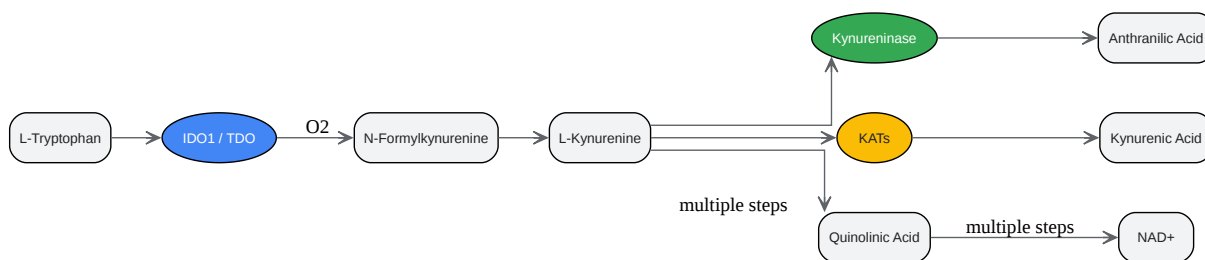 Kynureninase
Anthranilic Acid
L-Tryptophan
IDO1 / TDO
O2
N-Formylkynurenine
L-Kynurenine
KATs
Kynurenic Acid
multiple steps
Quinolinic Acid
multiple steps
NAD+